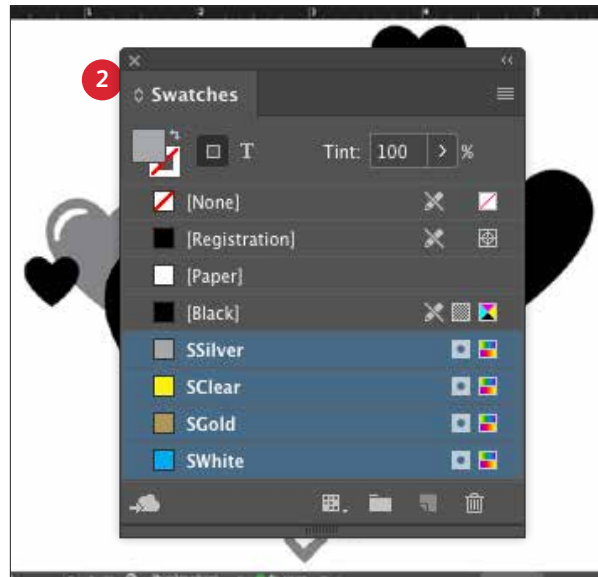 2
Swatches
T Tint: 100 %
[None]
[Registration]
[Paper]
[Black]
SSilver
SClear
SGold
SWhite